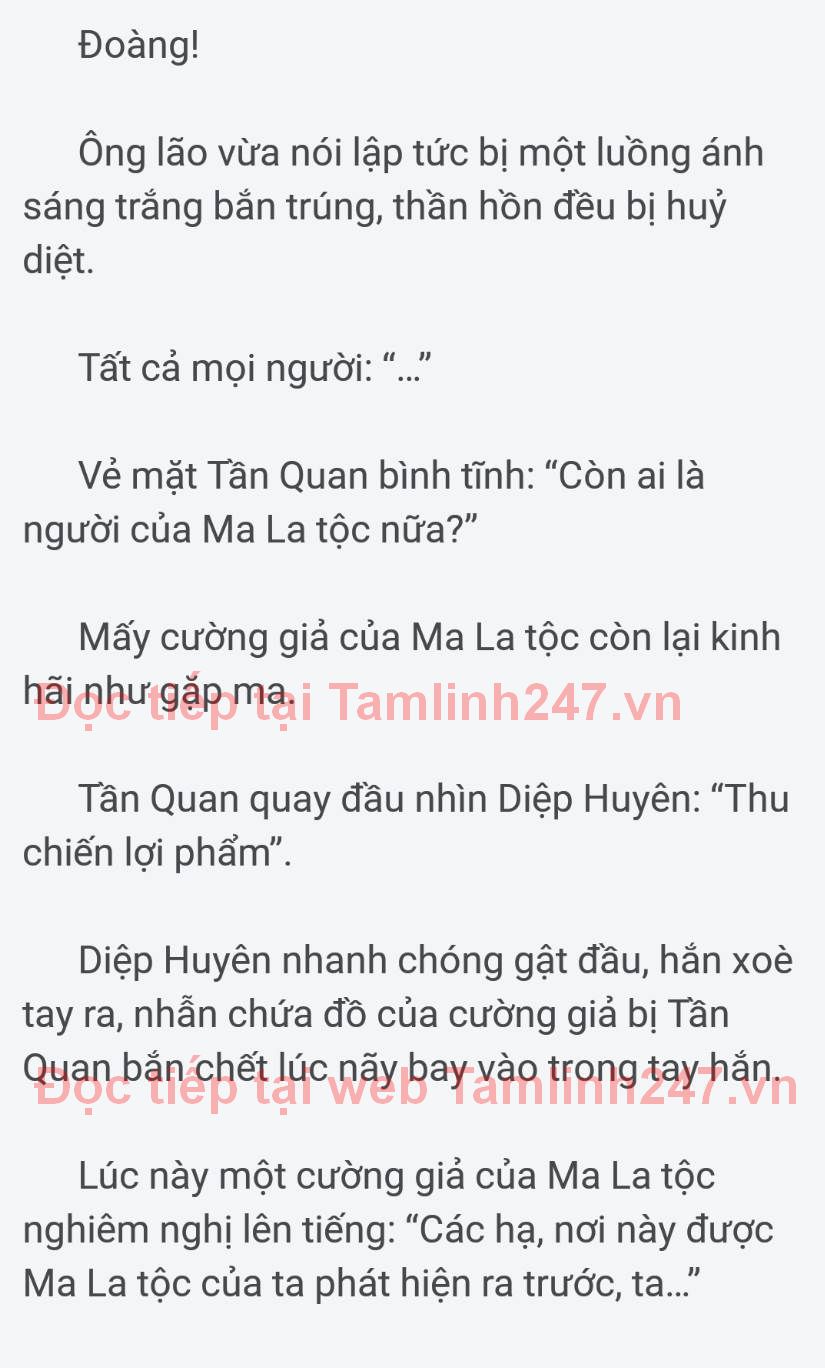 Đoàng!
Ông lão vừa nói lập tức bị một luồng ánh
sáng trắng bắn trúng, thần hồn đều bị huỷ
diệt.
Tất cả mọi người: “...”
Vẻ mặt Tần Quan bình tĩnh: “Còn ai là
người của Ma La tộc nữa?”
Mấy cường giả của Ma La tộc còn lại kinh
hãi như gặp ma.
Đọc tiếp tại Tamlinh247.vn
Tần Quan quay đầu nhìn Diệp Huyên: “Thu
chiến lợi phẩm”.
Diệp Huyên nhanh chóng gật đầu, hắn xoè
tay ra, nhẫn chứa đồ của cường giả bị Tần
Quan bắn chết lúc nãy bay vào trong tay hắn.
Đọc tiếp tại web Tamlinh247.vn
Lúc này một cường giả của Ma La tộc
nghiêm nghị lên tiếng: “Các hạ, nơi này được
Ma La tộc của ta phát hiện ra trước, ta...”